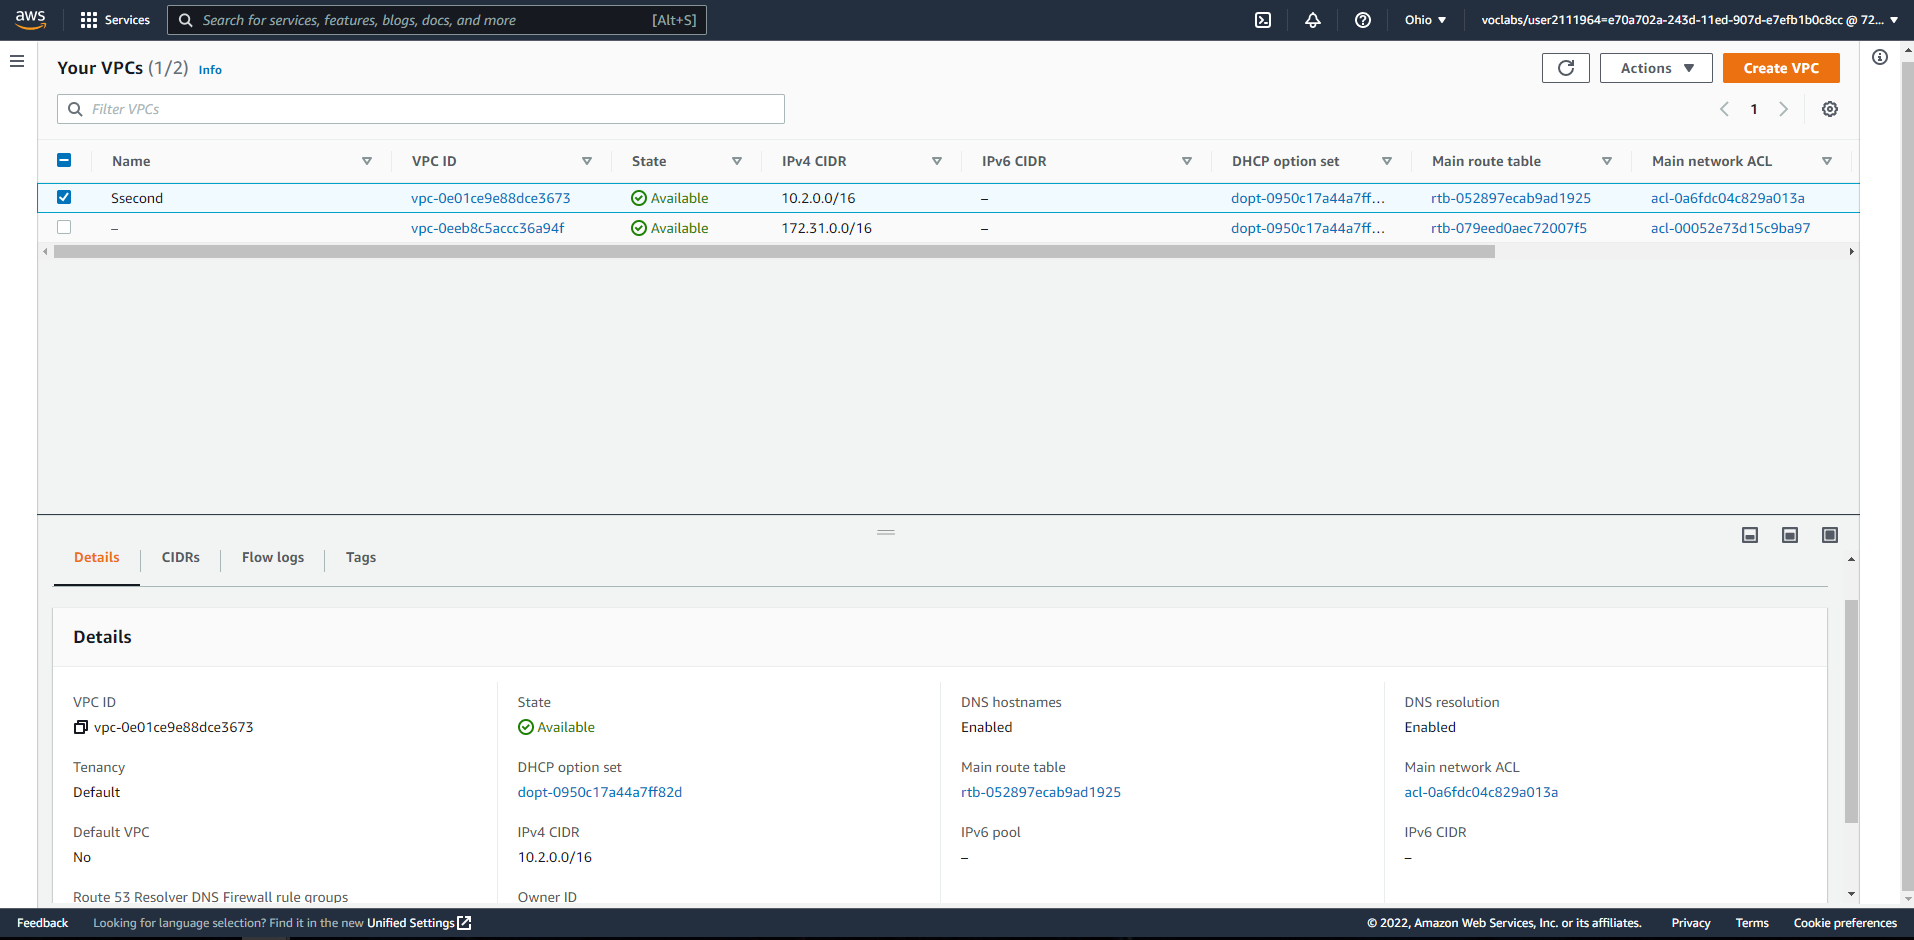 aws Services Search for services, features, blogs, docs, and more [Alt+S] Ohio voclabs/user2111964=e70a702a-243d-11ed-907d-e7efb1b0c8cc @ 72...
Your VPCs (1/2) Info Actions Create VPC
Filter VPCs 1
Name VPC ID State IPv4 CIDR IPv6 CIDR DHCP option set Main route table Main network ACL
Ssecond vpc-0e01ce9e88dce3673 Available 10.2.0.0/16 – dopt-0950c17a44a7ff... rtb-052897ecab9ad1925 acl-0a6fdc04c829a013a
– vpc-0eeb8c5accc36a94f Available 172.31.0.0/16 – dopt-0950c17a44a7ff... rtb-079eed0aec72007f5 acl-00052e73d15c9ba97
Details CIDRs Flow logs Tags
Details
VPC ID State DNS hostnames DNS resolution
vpc-0e01ce9e88dce3673 Available Enabled Enabled
Tenancy DHCP option set Main route table Main network ACL
Default dopt-0950c17a44a7ff82d rtb-052897ecab9ad1925 acl-0a6fdc04c829a013a
Default VPC IPv4 CIDR IPv6 pool IPv6 CIDR
No 10.2.0.0/16 – –
Route 53 Resolver DNS Firewall rule groups Owner ID
Feedback Looking for language selection? Find it in the new Unified Settings © 2022, Amazon Web Services, Inc. or its affiliates. Privacy Terms Cookie preferences